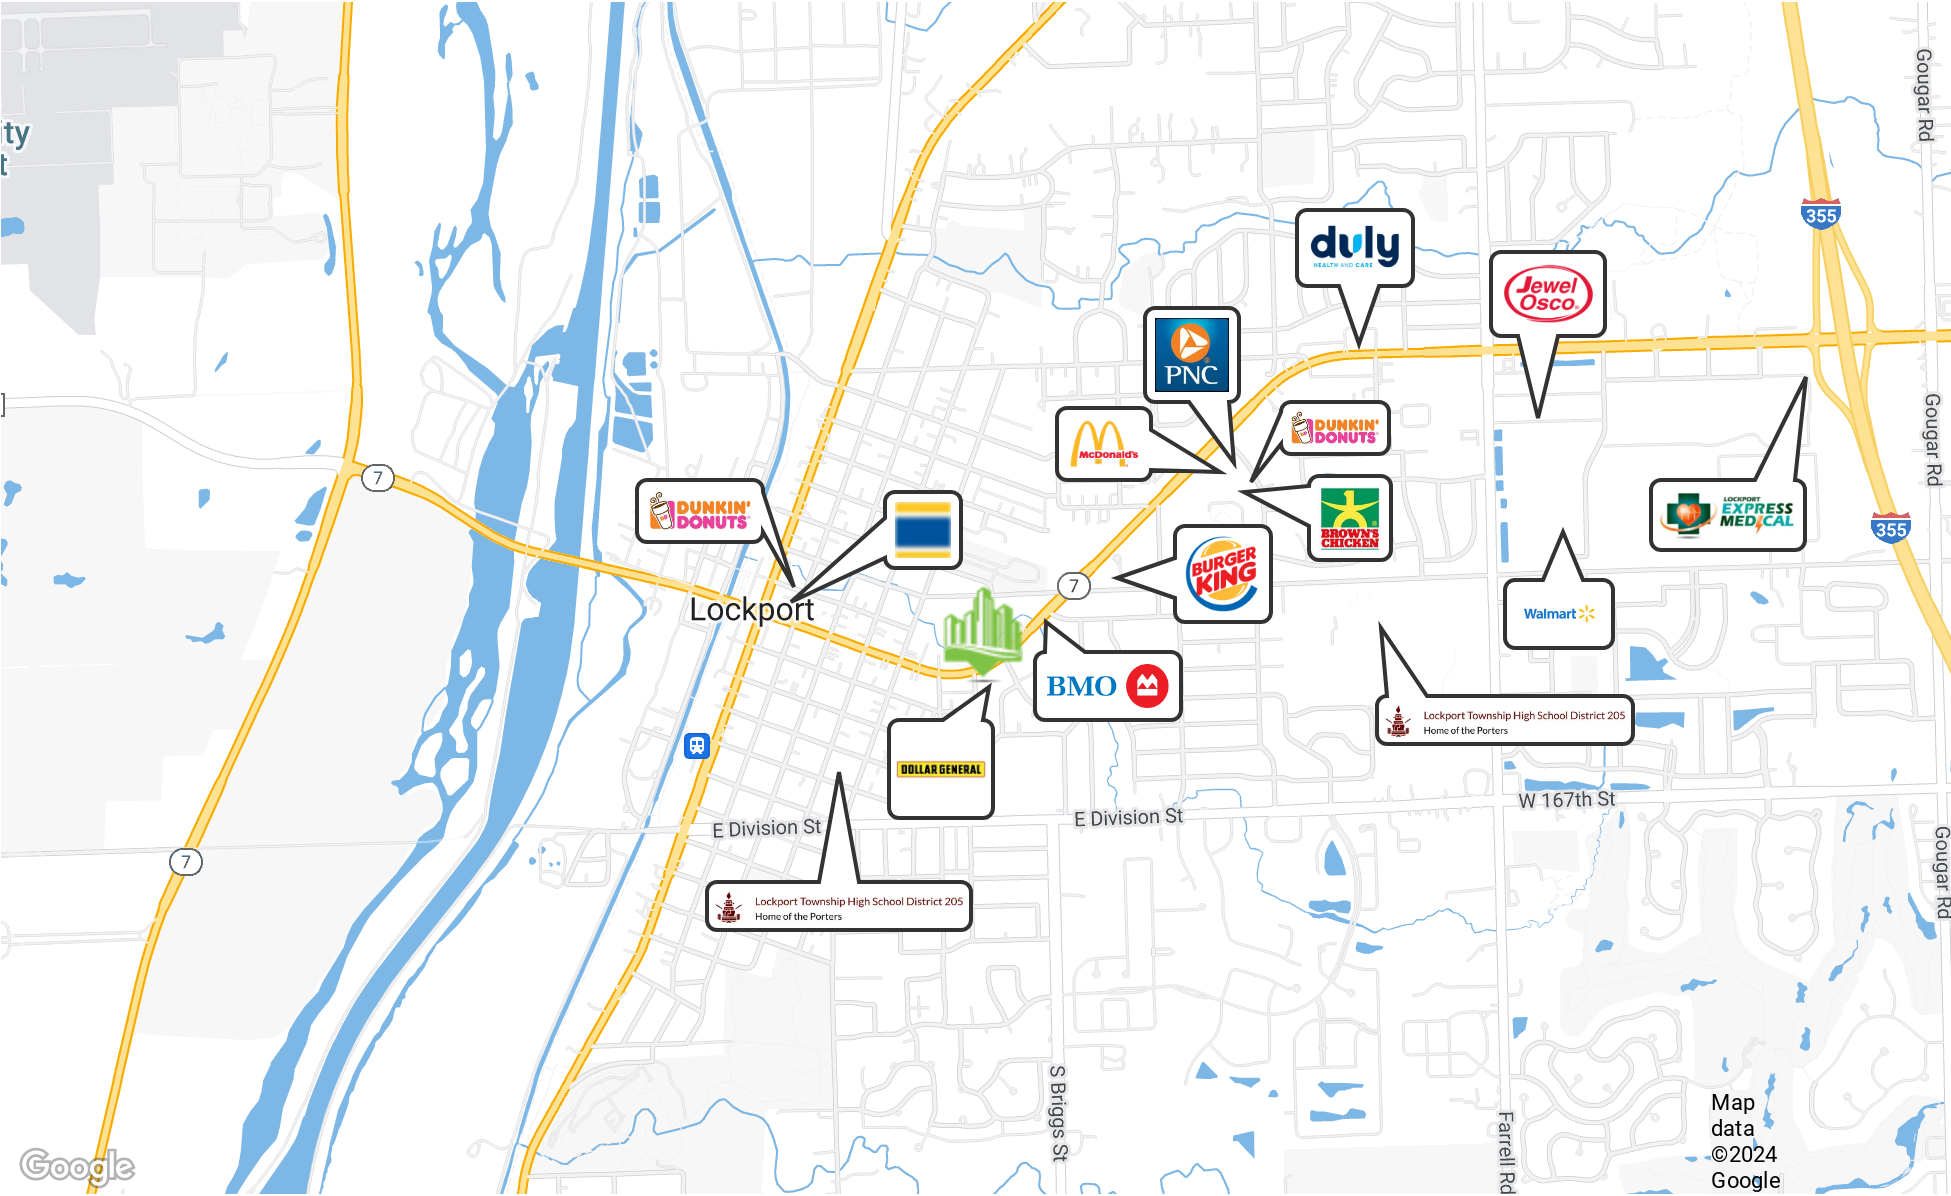 ity
t
Gougar Rd
355
duly
HEALTH AND CARE
Jewel
Osco
PNC
McDonald's
DUNKIN'
DONUTS
Gougar Rd
7
DUNKIN'
DONUTS
BROWN'S
CHICKEN
LOCKPORT
EXPRESS
MEDICAL
355
BURGER
KING
7
Lockport
Walmart
BMO
Lockport Township High School District 205
Home of the Porters
DOLLAR GENERAL
E Division St
E Division St
W 167th St
7
Gougar Rd
Lockport Township High School District 205
Home of the Porters
S Briggs St
Farrell Rd
Map
data
©2024
Google
Google